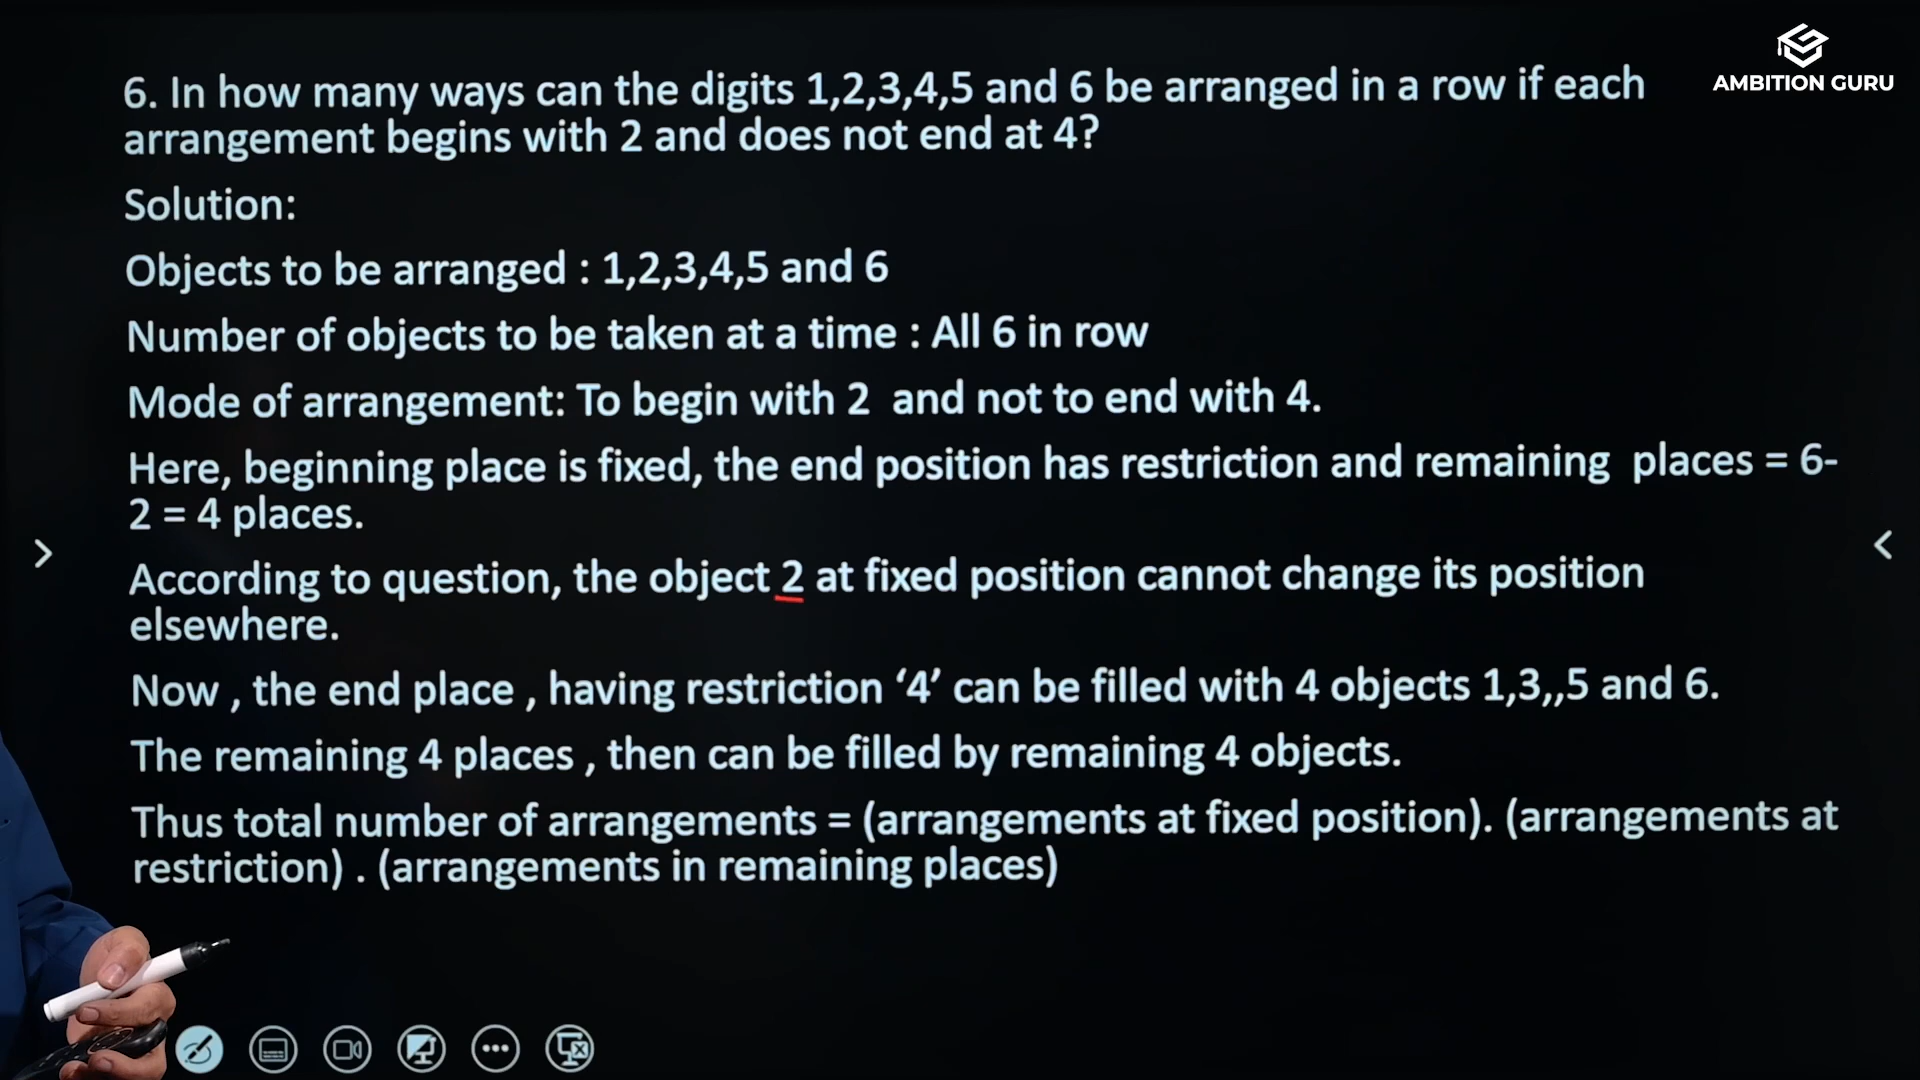 AMBITION GURU
6. In how many ways can the digits 1,2,3,4,5 and 6 be arranged in a row if each
arrangement begins with 2 and does not end at 4?
Solution:
Objects to be arranged : 1,2,3,4,5 and 6
Number of objects to be taken at a time : All 6 in row
Mode of arrangement: To begin with 2 and not to end with 4.
Here, beginning place is fixed, the end position has restriction and remaining places = 6-
2 = 4 places.
According to question, the object 2 at fixed position cannot change its position
elsewhere.
Now , the end place , having restriction ‘4’ can be filled with 4 objects 1,3,,5 and 6.
The remaining 4 places , then can be filled by remaining 4 objects.
Thus total number of arrangements = (arrangements at fixed position). (arrangements at
restriction) . (arrangements in remaining places)